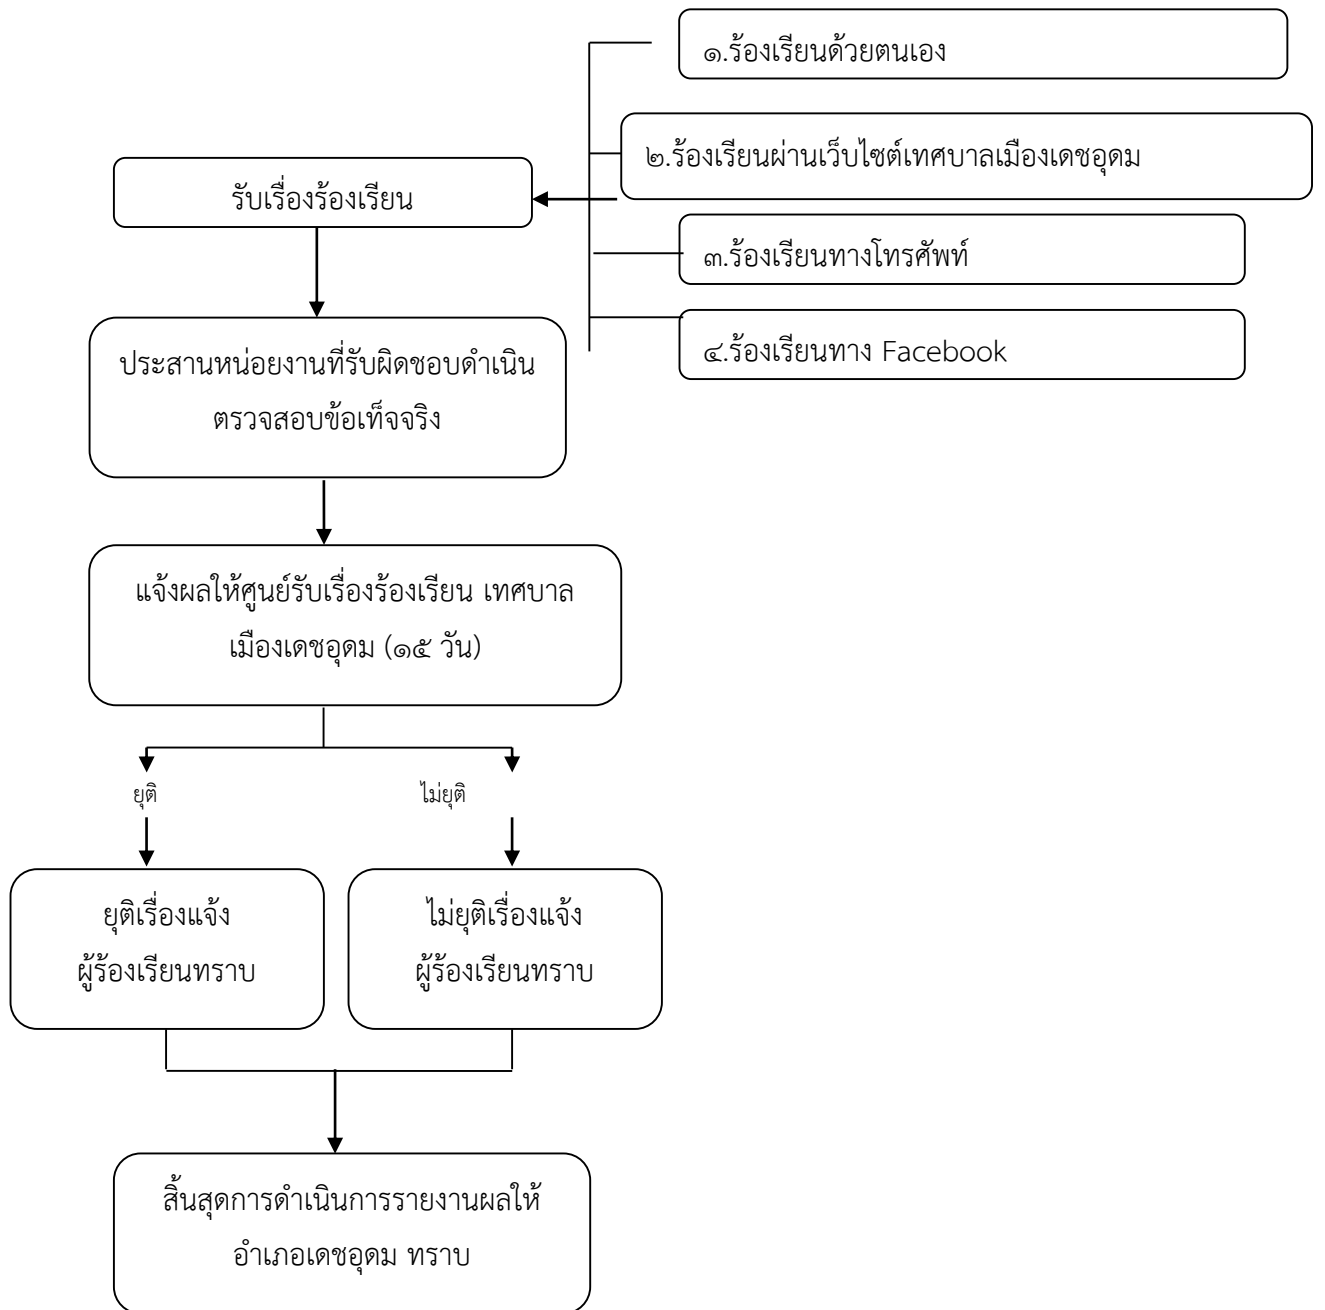 ๑.ร้องเรียนด้วยตนเอง
๒.ร้องเรียนผ่านเว็บไซต์เทศบาลเมืองเดชอุดม
รับเรื่องร้องเรียน
๓.ร้องเรียนทางโทรศัพท์
๔.ร้องเรียนทาง Facebook
ประสานหน่อยงานที่รับผิดชอบดำเนิน
ตรวจสอบข้อเท็จจริง
แจ้งผลให้ศูนย์รับเรื่องร้องเรียน เทศบาล
เมืองเดชอุดม (๑๕ วัน)
ยุติ
ไม่ยุติ
ยุติเรื่องแจ้ง
ผู้ร้องเรียนทราบ
ไม่ยุติเรื่องแจ้ง
ผู้ร้องเรียนทราบ
สิ้นสุดการดำเนินการรายงานผลให้
อำเภอเดชอุดม ทราบ